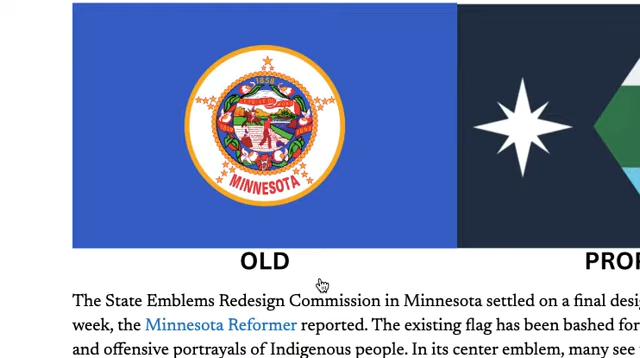 1858
MINNESOTA
OLD
PROP
The State Emblems Redesign Commission in Minnesota settled on a final desig
week, the Minnesota Reformer reported. The existing flag has been bashed for
and offensive portrayals of Indigenous people. In its center emblem, many see